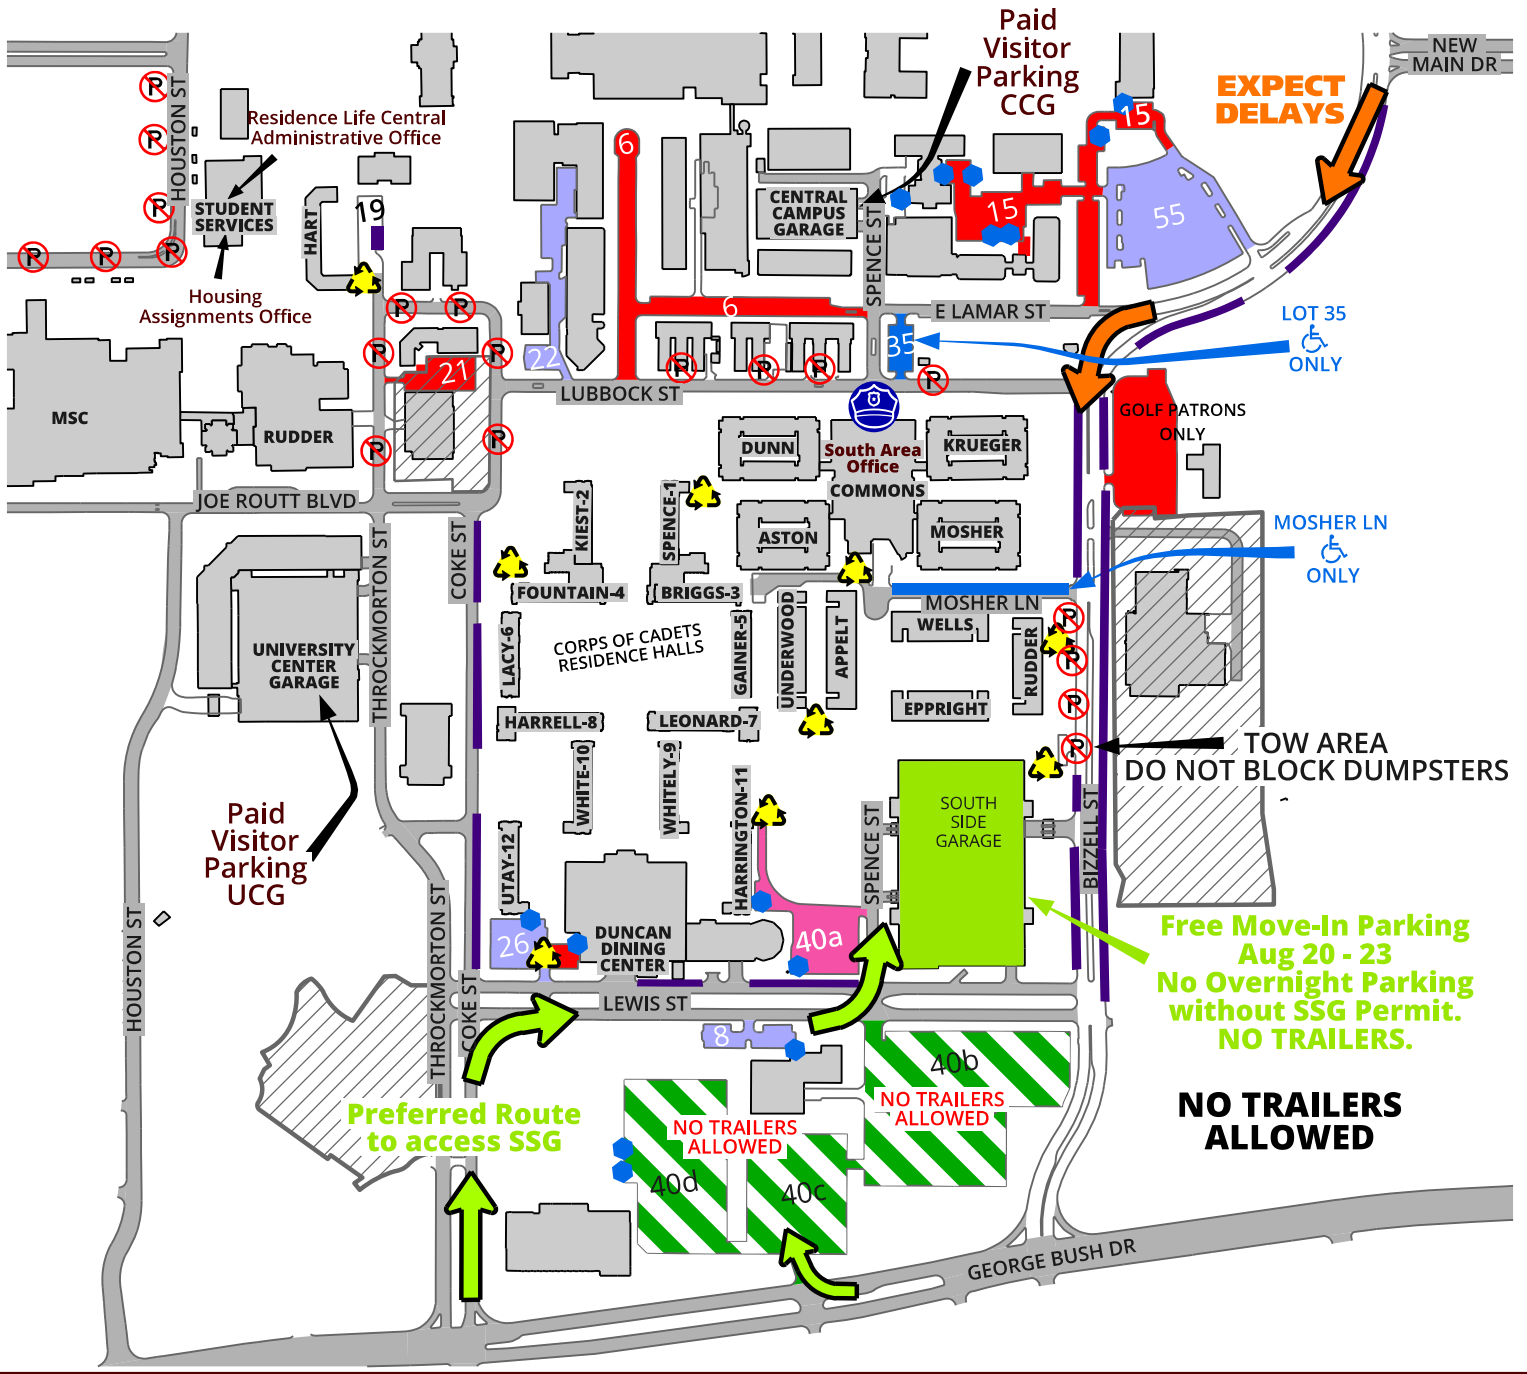 Paid
Visitor
Parking
CCG
NEW
MAIN DR
EXPECT
DELAYS
HOUSTON ST
Residence Life Central
Administrative Office
STUDENT
SERVICES
HART
19
6
15
CENTRAL
CAMPUS
GARAGE
SPENCE ST
15
55
Housing
Assignments Office
6
E LAMAR ST
LOT 35
ONLY
35
22
21
LUBBOCK ST
MSC
RUDDER
DUNN
South Area
Office
COMMONS
KRUEGER
GOLF PATRONS
ONLY
JOE ROUTT BLVD
KIEST-2
SPENCE-1
ASTON
MOSHER
MOSHER LN
ONLY
THROCKMORTON ST
COKE ST
FOUNTAIN-4
BRIGGS-3
MOSHER LN
WELLS
CORPS OF CADETS
RESIDENCE HALLS
LACY-6
GAINER-5
UNDERWOOD
APPELT
RUDDER
UNIVERSITY
CENTER
GARAGE
EPPRIGHT
HARRELL-8
LEONARD-7
TOW AREA
DO NOT BLOCK DUMPSTERS
WHITE-10
WHITELY-9
HARRINGTON-11
SOUTH
SIDE
GARAGE
BIZZELL ST
Paid
Visitor
Parking
UCG
UTAY-12
SPENCE ST
HOUSTON ST
THROCKMORTON ST
26
DUNCAN
DINING
CENTER
40a
Free Move-In Parking
Aug 20 - 23
No Overnight Parking
without SSG Permit.
NO TRAILERS.
COKE ST
LEWIS ST
8
40b
NO TRAILERS
ALLOWED
Preferred Route
to access SSG
NO TRAILERS
ALLOWED
NO TRAILERS
ALLOWED
40d
40c
GEORGE BUSH DR